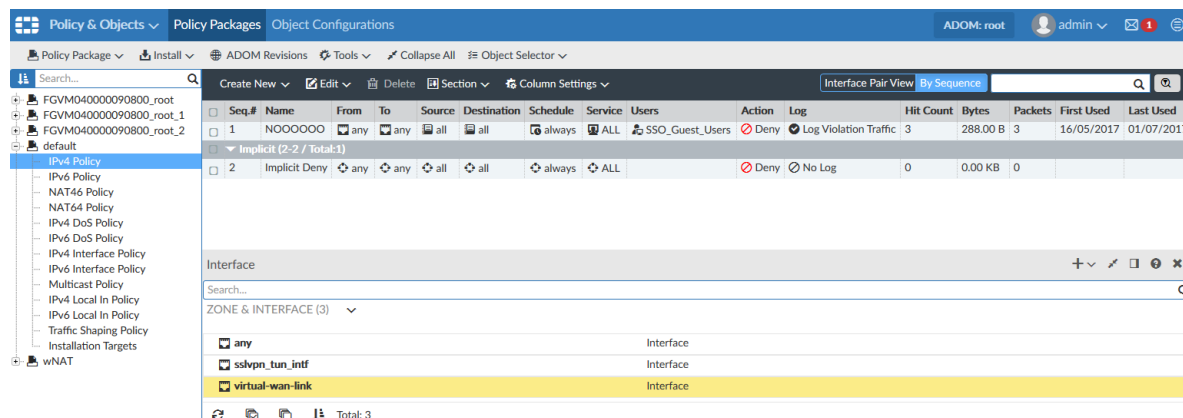 Policy & Objects Policy Packages Object Configurations ADOM: root admin 1
Policy Package Install ADOM Revisions Tools Collapse All Object Selector
Search... Create New Edit Delete Section Column Settings Interface Pair View By Sequence
FGVM040000090800_root
FGVM040000090800_root_1
FGVM040000090800_root_2
default
IPv4 Policy
IPv6 Policy
NAT46 Policy
NAT64 Policy
IPv4 DoS Policy
IPv6 DoS Policy
IPv4 Interface Policy
IPv6 Interface Policy
Multicast Policy
IPv4 Local In Policy
IPv6 Local In Policy
Traffic Shaping Policy
Installation Targets
wNAT
Seq.# Name From To Source Destination Schedule Service Users Action Log Hit Count Bytes Packets First Used Last Used
1 NOOOOOO any any all all always ALL SSO_Guest_Users Deny Log Violation Traffic 3 288.00 B 3 16/05/2017 01/07/2017
Implicit (2-2 / Total:1)
2 Implicit Deny any any all all always ALL Deny No Log 0 0.00 KB 0
Interface
Search...
ZONE & INTERFACE (3)
any Interface
sslvpn_tun_intf Interface
virtual-wan-link Interface
Total: 3